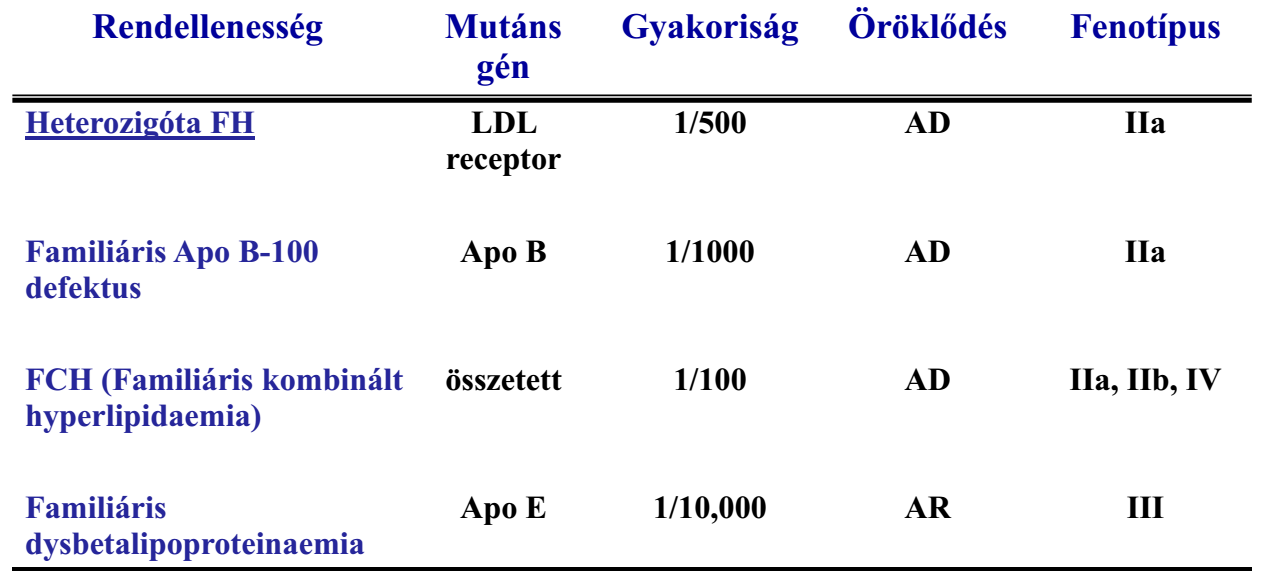 Rendellenesség Mutáns gén Gyakoriság Öröklődés Fenotípus
Heterozigóta FH LDL receptor 1/500 AD IIa
Familiáris Apo B-100 defektus Apo B 1/1000 AD IIa
FCH (Familiáris kombinált hyperlipidaemia) összetett 1/100 AD IIa, IIb, IV
Familiáris dysbetalipoproteinaemia Apo E 1/10,000 AR III